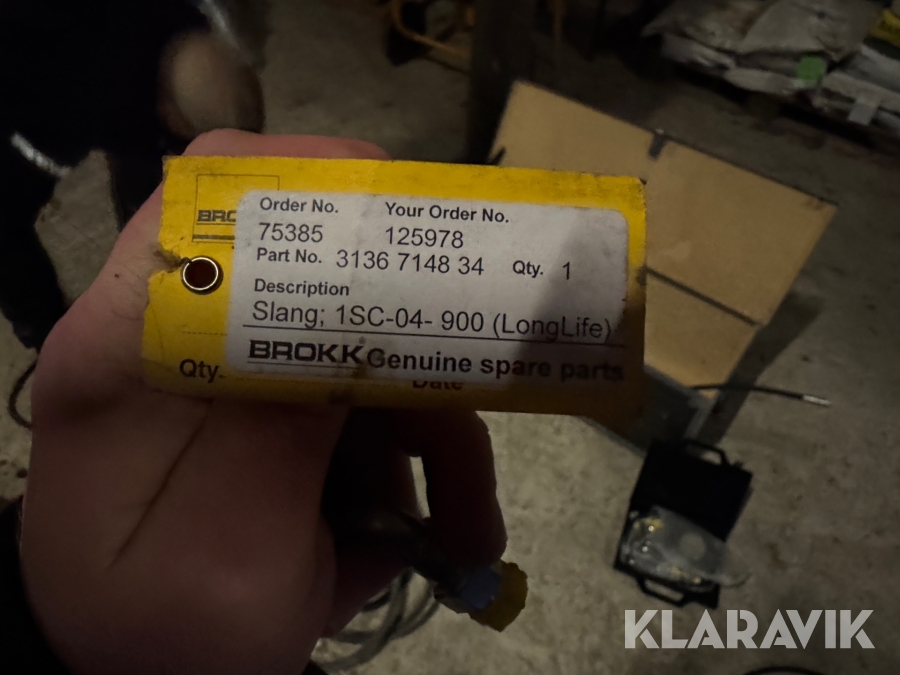 BRO
Order No. Your Order No.
75385 125978
Part No. 3136 7148 34 Qty. 1
Description
Slang; 1SC-04- 900 (LongLife)
BROKK Genuine spare parts
Qty. Date
KLARAVIK